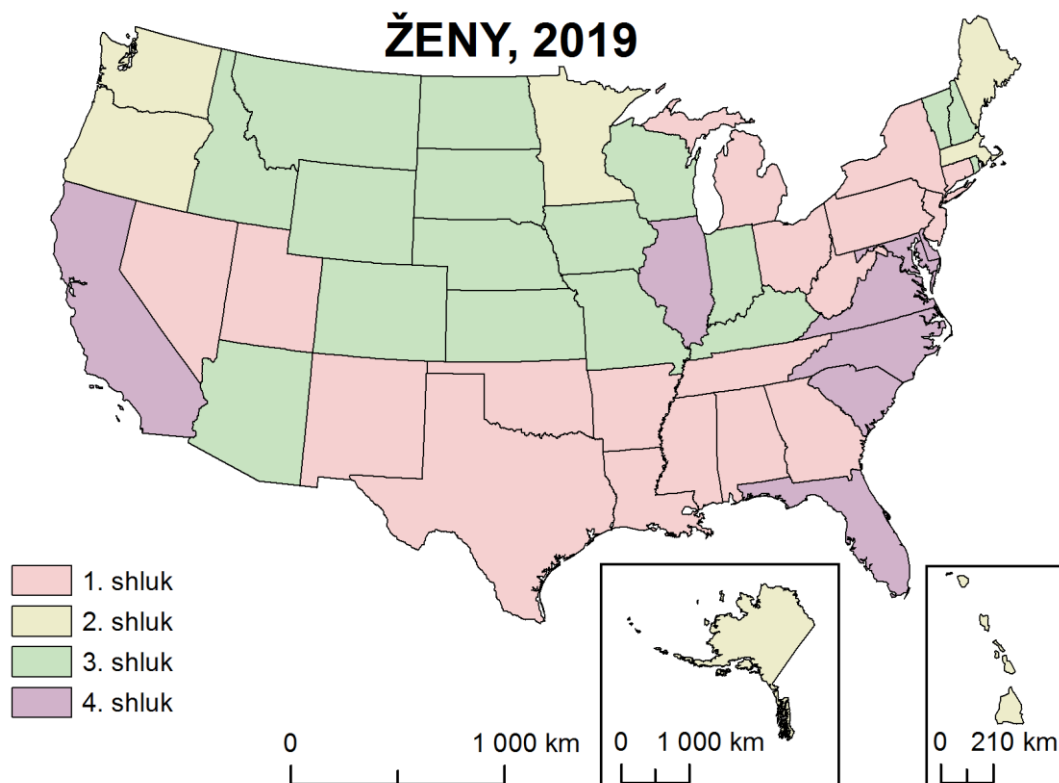 ŽENY, 2019
1. shluk
2. shluk
3. shluk
4. shluk
0 1 000 km
0 1 000 km
0 210 km